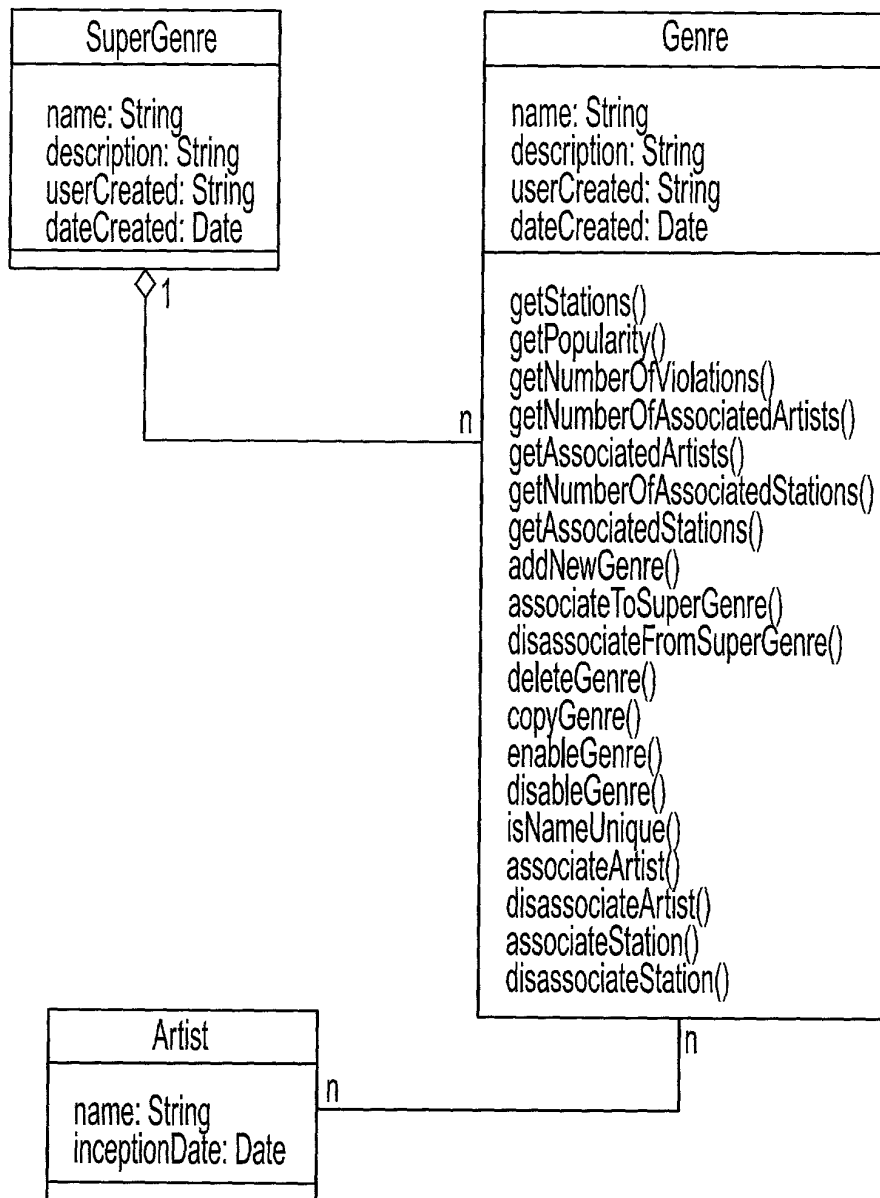 SuperGenre
name: String
description: String
userCreated: String
dateCreated: Date
1
n
Genre
name: String
description: String
userCreated: String
dateCreated: Date
getStations()
getPopularity()
getNumberOfViolations()
getNumberOfAssociatedArtists()
getAssociatedArtists()
getNumberOfAssociatedStations()
getAssociatedStations()
addNewGenre()
associateToSuperGenre()
disassociateFromSuperGenre()
deleteGenre()
copyGenre()
enableGenre()
disableGenre()
isNameUnique()
associateArtist()
disassociateArtist()
associateStation()
disassociateStation()
n
n
Artist
name: String
inceptionDate: Date